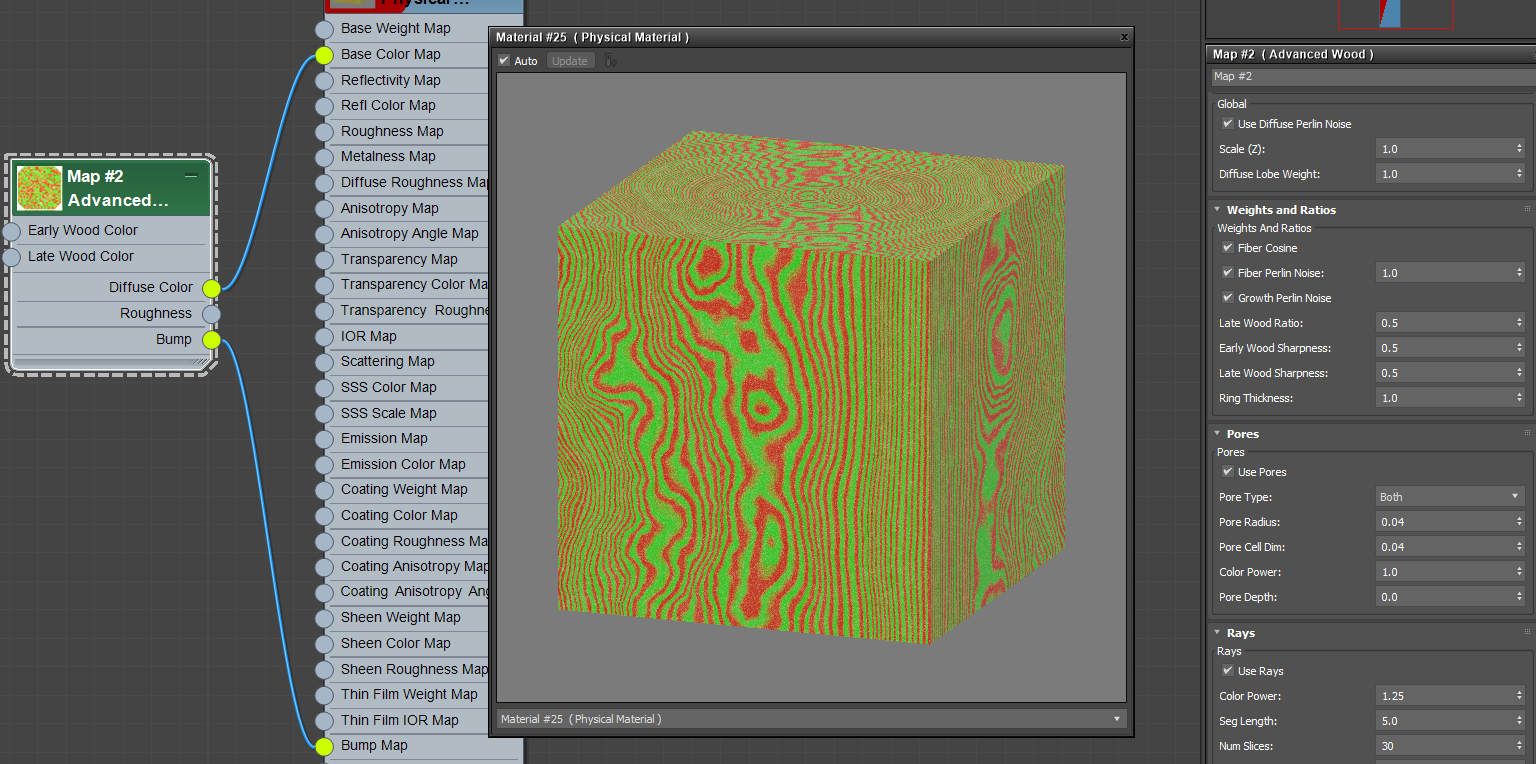 Physical...
Base Weight Map
Base Color Map
Reflectivity Map
Refl Color Map
Roughness Map
Metalness Map
Diffuse Roughness Map
Anisotropy Map
Anisotropy Angle Map
Transparency Map
Transparency Color Ma
Transparency Roughne
IOR Map
Scattering Map
SSS Color Map
SSS Scale Map
Emission Map
Emission Color Map
Coating Weight Map
Coating Color Map
Coating Roughness Ma
Coating Anisotropy Map
Coating Anisotropy Ang
Sheen Weight Map
Sheen Color Map
Sheen Roughness Map
Thin Film Weight Map
Thin Film IOR Map
Bump Map
Map #2
Advanced...
Early Wood Color
Late Wood Color
Diffuse Color
Roughness
Bump
Material #25 ( Physical Material )
x
Auto
Update
Material #25 ( Physical Material )
Map #2 ( Advanced Wood )
Map #2
Global
Use Diffuse Perlin Noise
Scale (Z): 1.0
Diffuse Lobe Weight: 1.0
Weights and Ratios
Weights And Ratios
Fiber Cosine
Fiber Perlin Noise: 1.0
Growth Perlin Noise
Late Wood Ratio: 0.5
Early Wood Sharpness: 0.5
Late Wood Sharpness: 0.5
Ring Thickness: 1.0
Pores
Pores
Use Pores
Pore Type: Both
Pore Radius: 0.04
Pore Cell Dim: 0.04
Color Power: 1.0
Pore Depth: 0.0
Rays
Rays
Use Rays
Color Power: 1.25
Seg Length: 5.0
Num Slices: 30